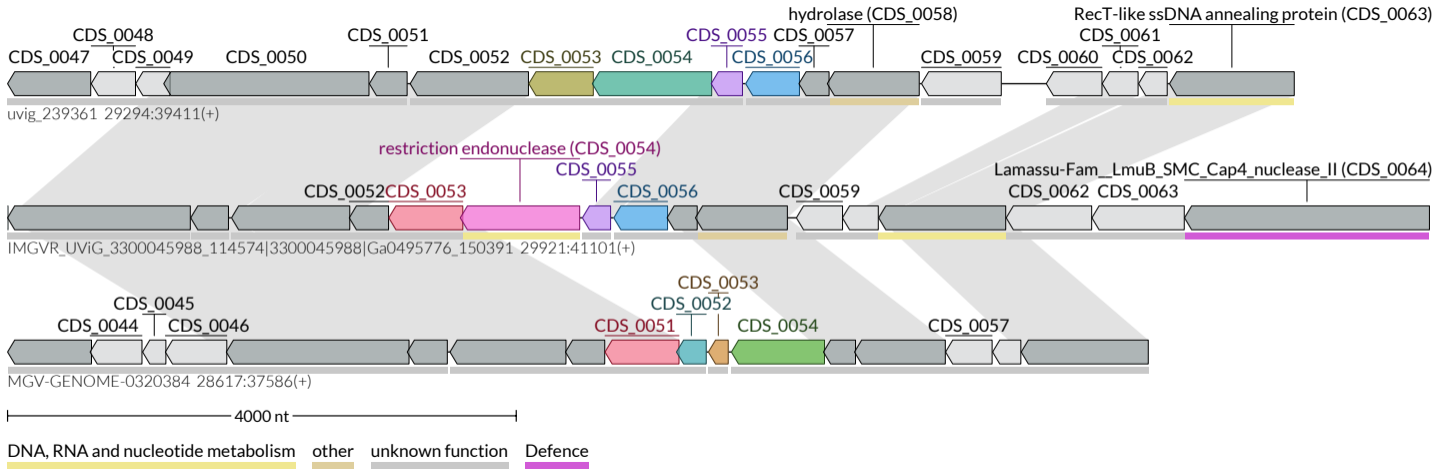 hydrolase (CDS_0058) RecT-like ssDNA annealing protein (CDS_0063)
CDS_0048 CDS_0051 CDS_0055 CDS_0057 CDS_0061
CDS_0047 CDS_0049 CDS_0050 CDS_0052 CDS_0053 CDS_0054 CDS_0056 CDS_0059 CDS_0060 CDS_0062
uvig_239361 29294:39411(+)
restriction endonuclease (CDS_0054)
CDS_0055 Lamassu-Fam__LmuB_SMC_Cap4_nuclease_II (CDS_0064)
CDS_0052 CDS_0053 CDS_0056 CDS_0059 CDS_0062 CDS_0063
IMGVR_UViG_3300045988_114574|3300045988|Ga0495776_150391 29921:41101(+)
CDS_0053
CDS_0045 CDS_0052
CDS_0044 CDS_0046 CDS_0051 CDS_0054 CDS_0057
MGV-GENOME-0320384 28617:37586(+)
4000 nt
DNA, RNA and nucleotide metabolism other unknown function Defence